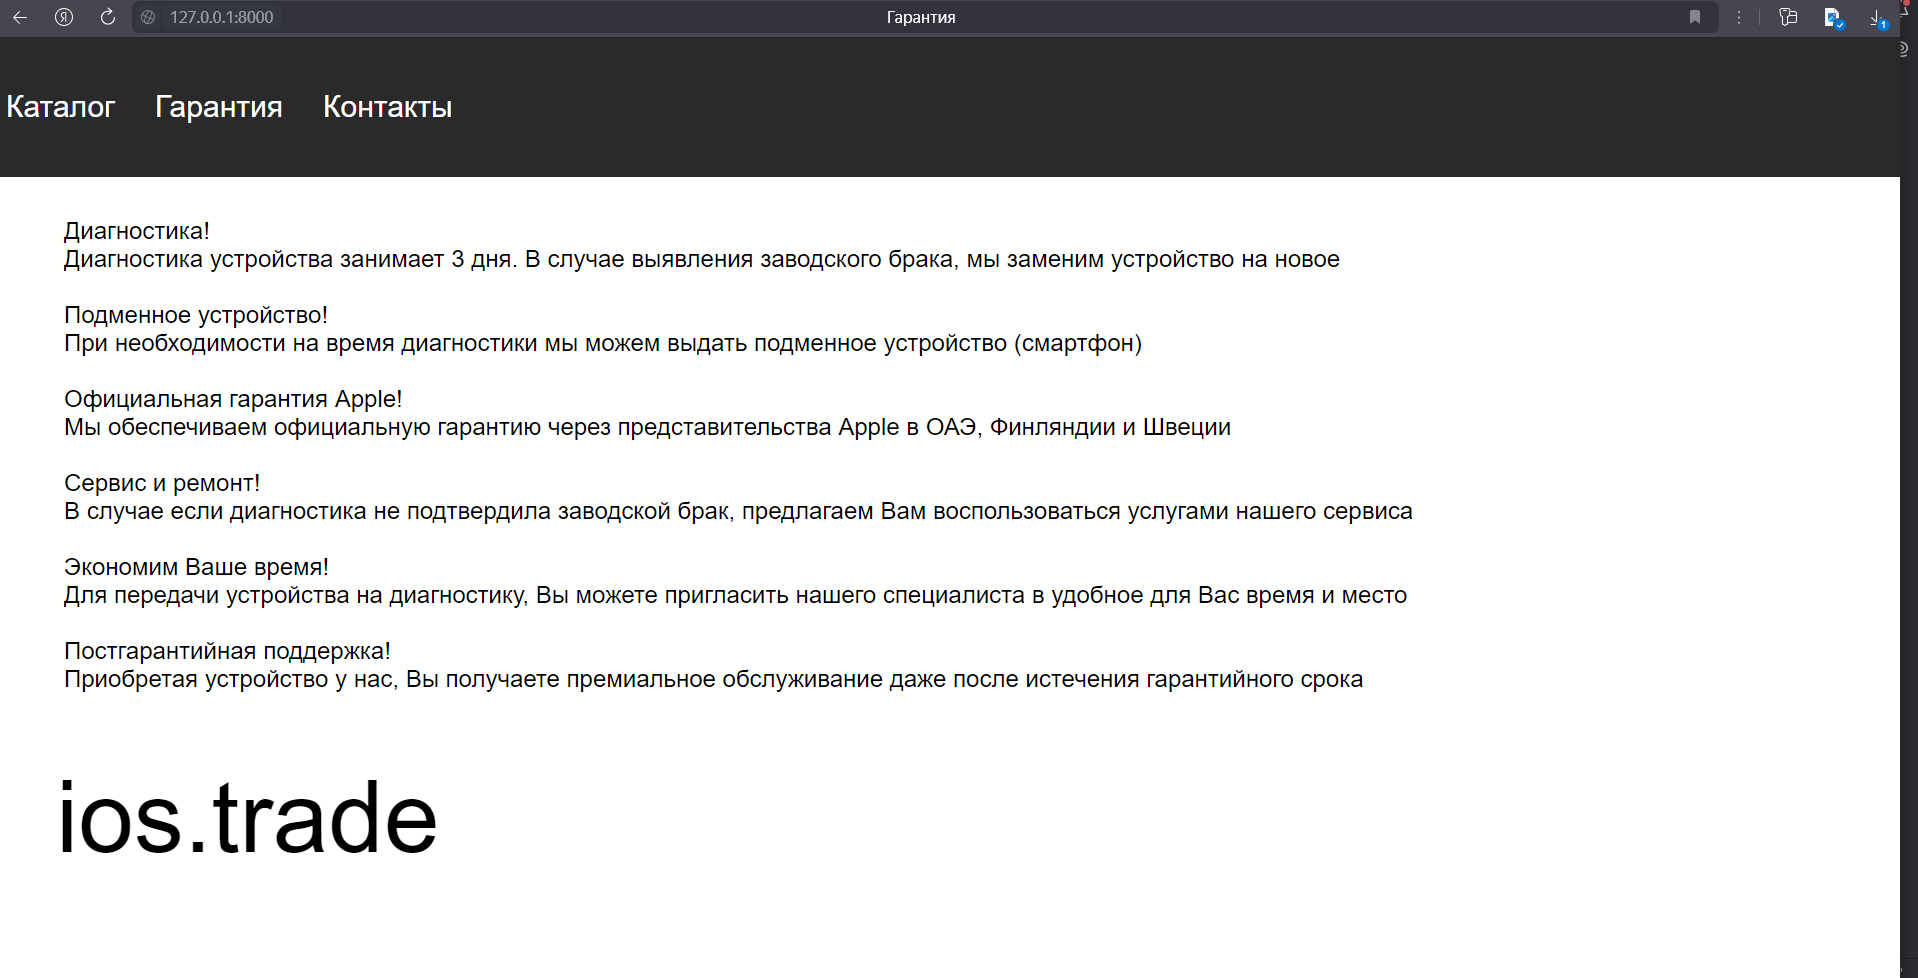 127.0.0.1:8000
Гарантия
1
Каталог Гарантия Контакты
Диагностика!
Диагностика устройства занимает 3 дня. В случае выявления заводского брака, мы заменим устройство на новое
Подменное устройство!
При необходимости на время диагностики мы можем выдать подменное устройство (смартфон)
Официальная гарантия Apple!
Мы обеспечиваем официальную гарантию через представительства Apple в ОАЭ, Финляндии и Швеции
Сервис и ремонт!
В случае если диагностика не подтвердила заводской брак, предлагаем Вам воспользоваться услугами нашего сервиса
Экономим Ваше время!
Для передачи устройства на диагностику, Вы можете пригласить нашего специалиста в удобное для Вас время и место
Постгарантийная поддержка!
Приобретая устройство у нас, Вы получаете премиальное обслуживание даже после истечения гарантийного срока
ios.trade